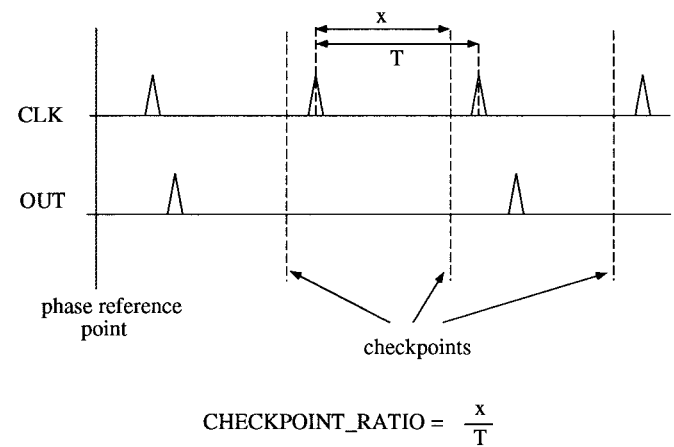 x
T
CLK
OUT
phase reference
point
checkpoints
CHECKPOINT_RATIO = x
T